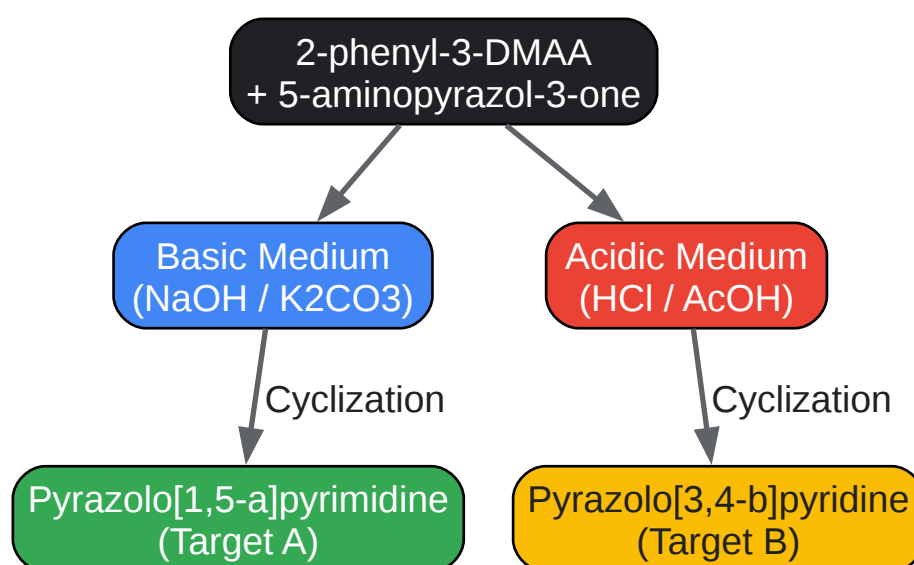 2-phenyl-3-DMAA
+ 5-aminopyrazol-3-one
Basic Medium
(NaOH / K2CO3)
Acidic Medium
(HCl / AcOH)
Cyclization
Cyclization
Pyrazolo[1,5-a]pyrimidine
(Target A)
Pyrazolo[3,4-b]pyridine
(Target B)